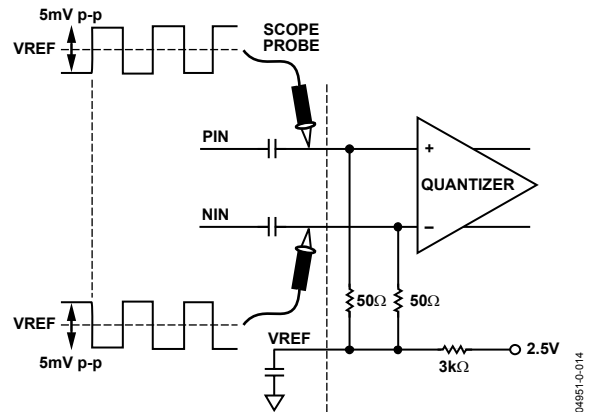 5mV p-p
VREF
SCOPE
PROBE
PIN
+
QUANTIZER
NIN
−
50Ω
50Ω
VREF
VREF
5mV p-p
3kΩ
2.5V
04951-0-014